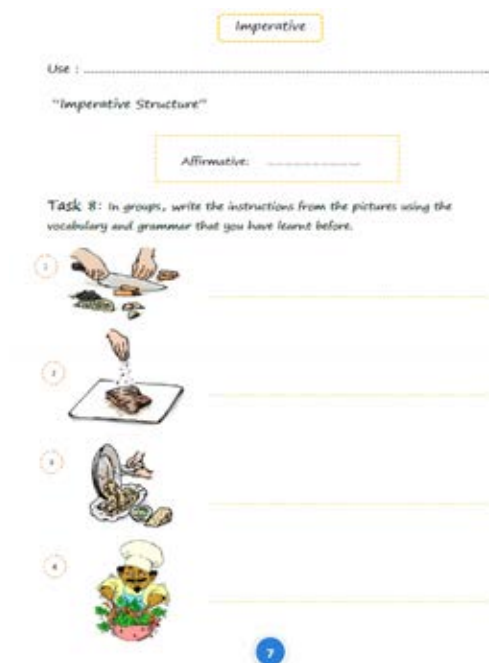 Imperative
Use : ........................................................................
"Imperative Structure"
Affirmative: ............................
Task 8: In groups, write the instructions from the pictures using the
vocabulary and grammar that you have learnt before.
1
2
3
4
7